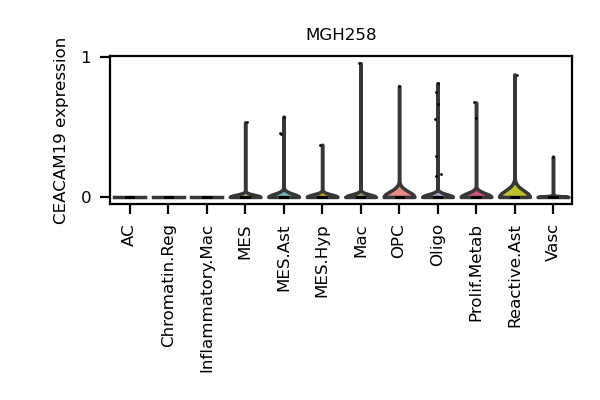 MGH258
CEACAM19 expression
1
0
AC
Chromatin.Reg
Inflammatory.Mac
MES
MES.Ast
MES.Hyp
Mac
OPC
Oligo
Prolif.Metab
Reactive.Ast
Vasc